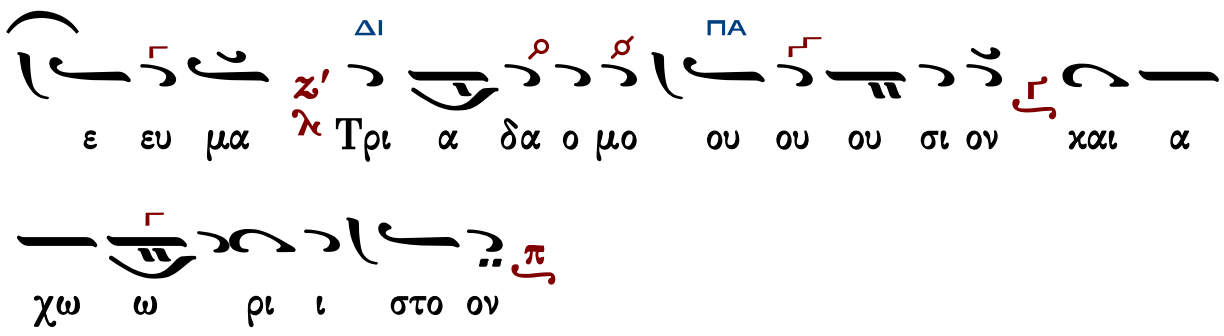 ΔΙ ΠΑ
ε ευ μα Ζ′ λ Τρι α δα ο μο ου ου ου σι ον Γ και α
χω ω ρι ι στο ον π